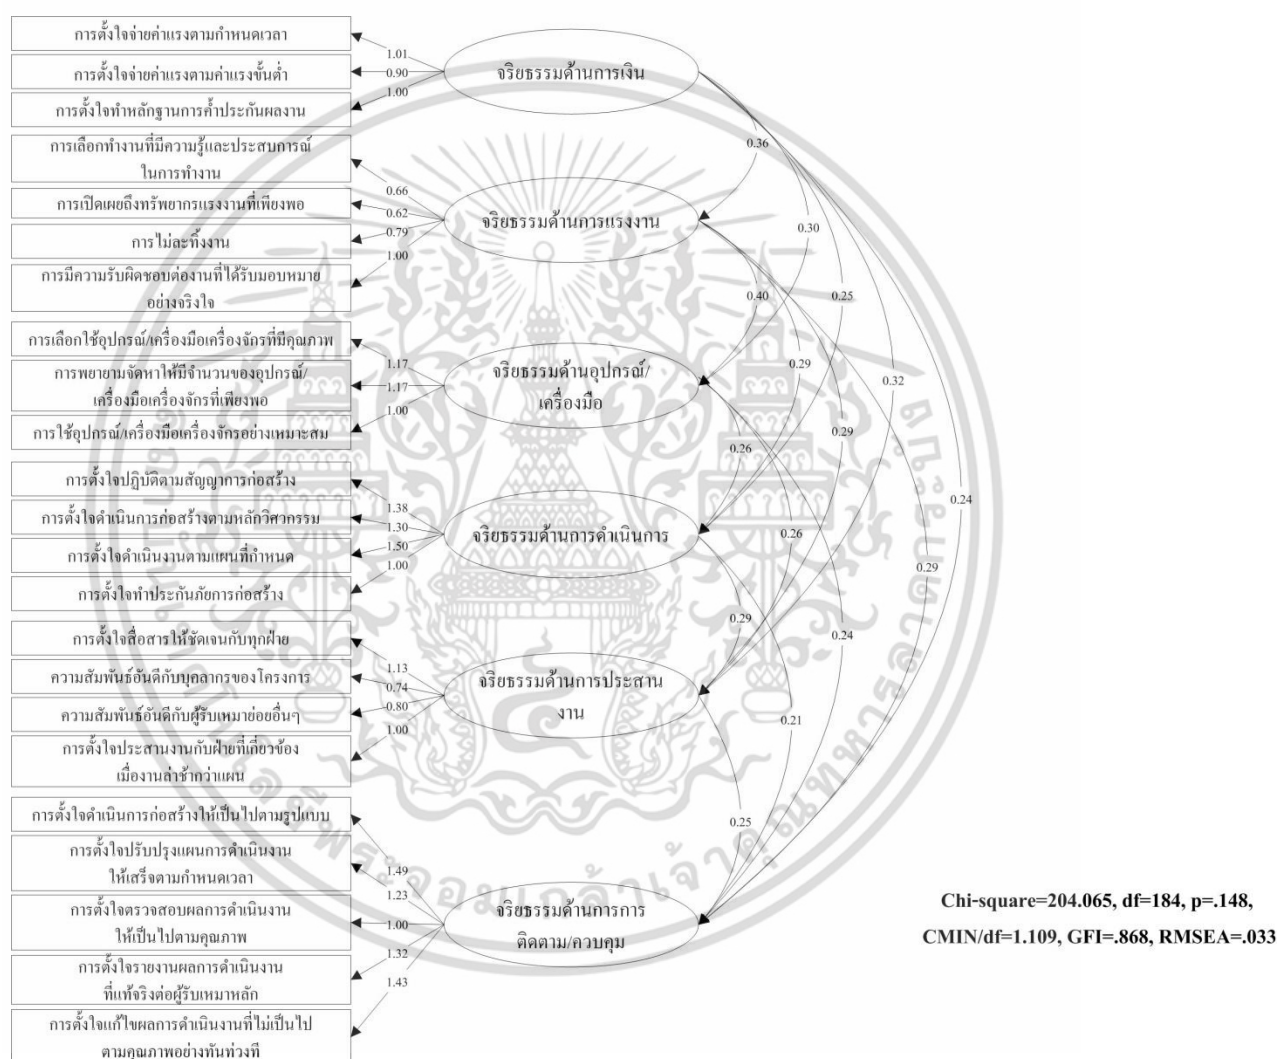 การตั้งใจจ่ายค่าแรงตามกำหนดเวลา
การตั้งใจจ่ายค่าแรงตามค่าแรงขั้นต่ำ
การตั้งใจทำหลักฐานการค้ำประกันผลงาน
1.01
0.90
1.00
จริยธรรมด้านการเงิน
การเลือกทำงานที่มีความรู้และประสบการณ์
ในการทำงาน
การเปิดเผยถึงทรัพยากรแรงงานที่เพียงพอ
การไม่ละทิ้งงาน
การมีความรับผิดชอบต่องานที่ได้รับมอบหมาย
อย่างจริงใจ
0.66
0.62
0.79
1.00
จริยธรรมด้านการแรงงาน
การเลือกใช้อุปกรณ์/เครื่องมือเครื่องจักรที่มีคุณภาพ
การพยายามจัดหาให้มีจำนวนของอุปกรณ์/
เครื่องมือเครื่องจักรที่เพียงพอ
การใช้อุปกรณ์/เครื่องมือเครื่องจักรอย่างเหมาะสม
1.17
1.17
1.00
จริยธรรมด้านอุปกรณ์/
เครื่องมือ
การตั้งใจปฏิบัติตามสัญญาการก่อสร้าง
การตั้งใจดำเนินการก่อสร้างตามหลักวิศวกรรม
การตั้งใจดำเนินงานตามแผนที่กำหนด
การตั้งใจทำประกันภัยการก่อสร้าง
1.38
1.30
1.50
1.00
จริยธรรมด้านการดำเนินการ
การตั้งใจสื่อสารให้ชัดเจนกับทุกฝ่าย
ความสัมพันธ์อันดีกับบุคลากรของโครงการ
ความสัมพันธ์อันดีกับผู้รับเหมาย่อยอื่นๆ
การตั้งใจประสานงานกับฝ่ายที่เกี่ยวข้อง
เมื่องานล่าช้ากว่าแผน
1.13
0.74
0.80
1.00
จริยธรรมด้านการประสาน
งาน
การตั้งใจดำเนินการก่อสร้างให้เป็นไปตามรูปแบบ
การตั้งใจปรับปรุงแผนการดำเนินงาน
ให้เสร็จตามกำหนดเวลา
การตั้งใจตรวจสอบผลการดำเนินงาน
ให้เป็นไปตามคุณภาพ
การตั้งใจรายงานผลการดำเนินงาน
ที่แท้จริงต่อผู้รับเหมาหลัก
การตั้งใจแก้ไขผลการดำเนินงานที่ไม่เป็นไป
ตามคุณภาพอย่างทันท่วงที
1.49
1.23
1.00
1.32
1.43
จริยธรรมด้านการการ
ติดตาม/ควบคุม
0.36
0.30
0.40
0.25
0.29
0.32
0.29
0.26
0.24
0.26
0.29
0.29
0.24
0.21
0.25
Chi-square=204.065, df=184, p=.148,
CMIN/df=1.109, GFI=.868, RMSEA=.033